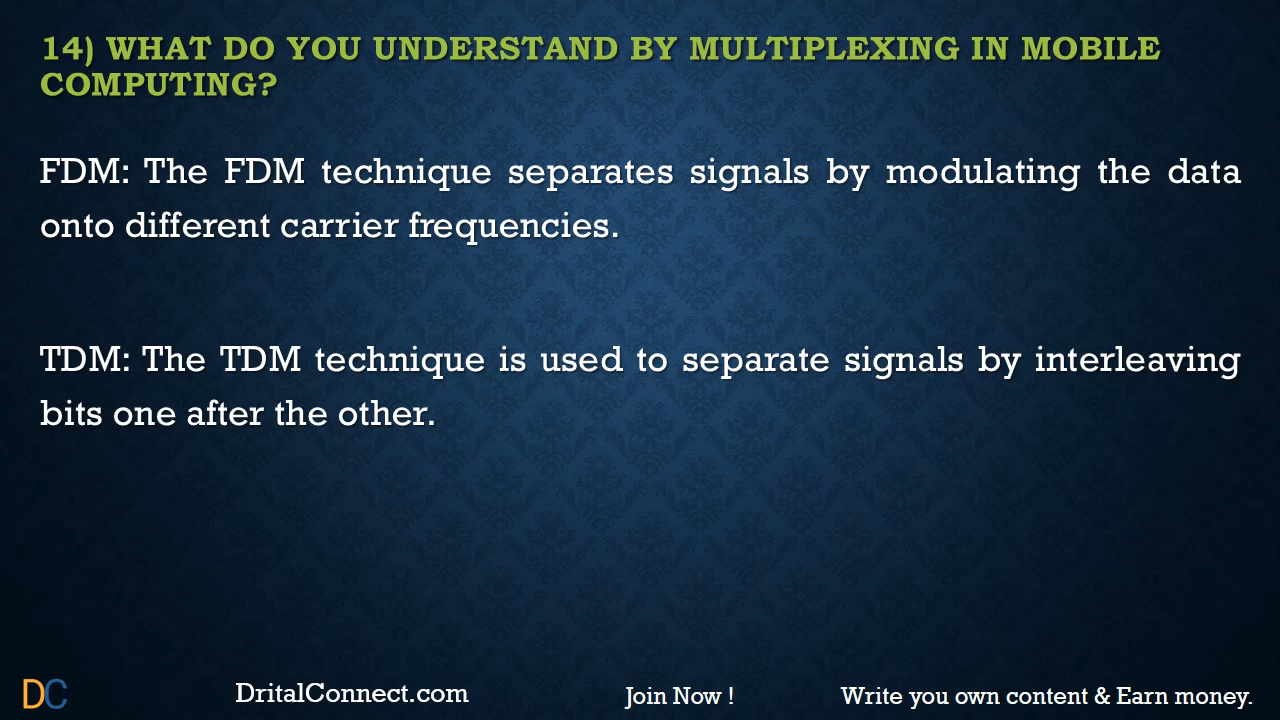 14) WHAT DO YOU UNDERSTAND BY MULTIPLEXING IN MOBILE
COMPUTING?
FDM: The FDM technique separates signals by modulating the data
onto different carrier frequencies.
TDM: The TDM technique is used to separate signals by interleaving
bits one after the other.
DC
DritalConnect.com
Join Now !
Write you own content & Earn money.